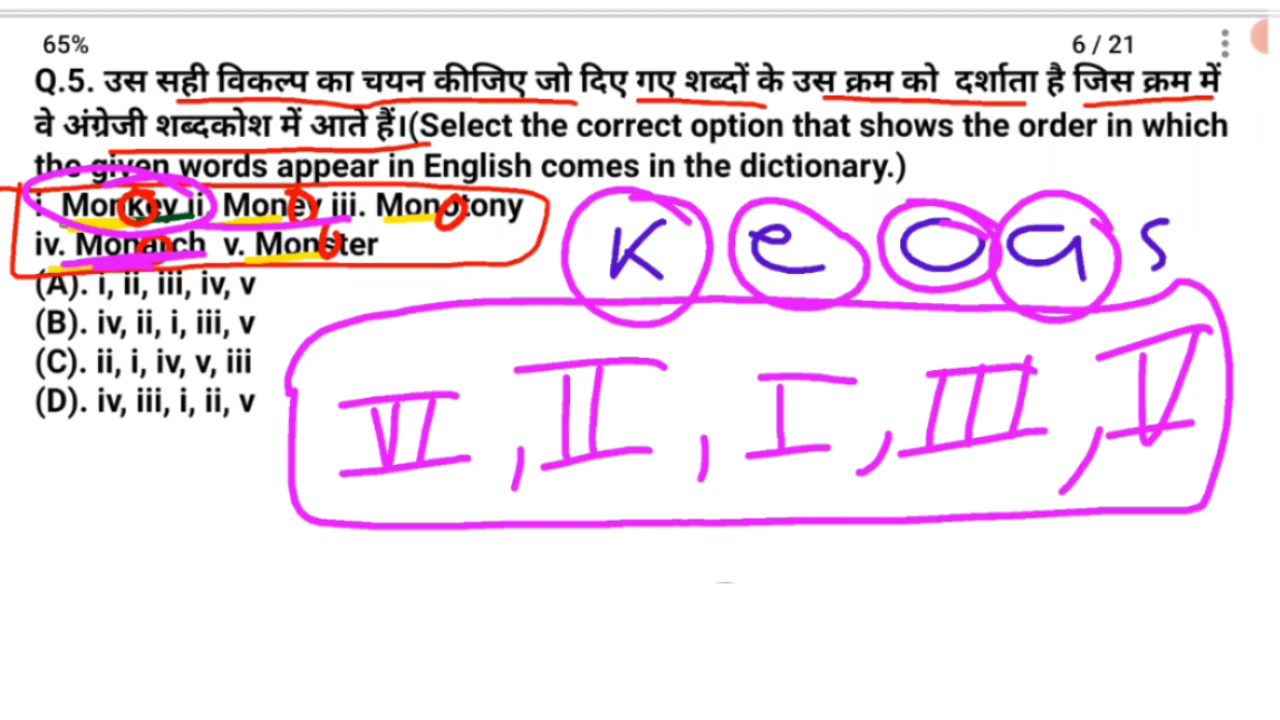 65% 6 / 21
Q.5. उस सही विकल्प का चयन कीजिए जो दिए गए शब्दों के उस क्रम को दर्शाता है जिस क्रम में
वे अंग्रेजी शब्दकोश में आते हैं।(Select the correct option that shows the order in which
the given words appear in English comes in the dictionary.)
i. Monkey ii. Money iii. Monotony
iv. Monarch v. Monster
K e o a s
(A). i, ii, iii, iv, v
(B). iv, ii, i, iii, v
(C). ii, i, iv, v, iii
(D). iv, iii, i, ii, v
VI, II, I, III, V